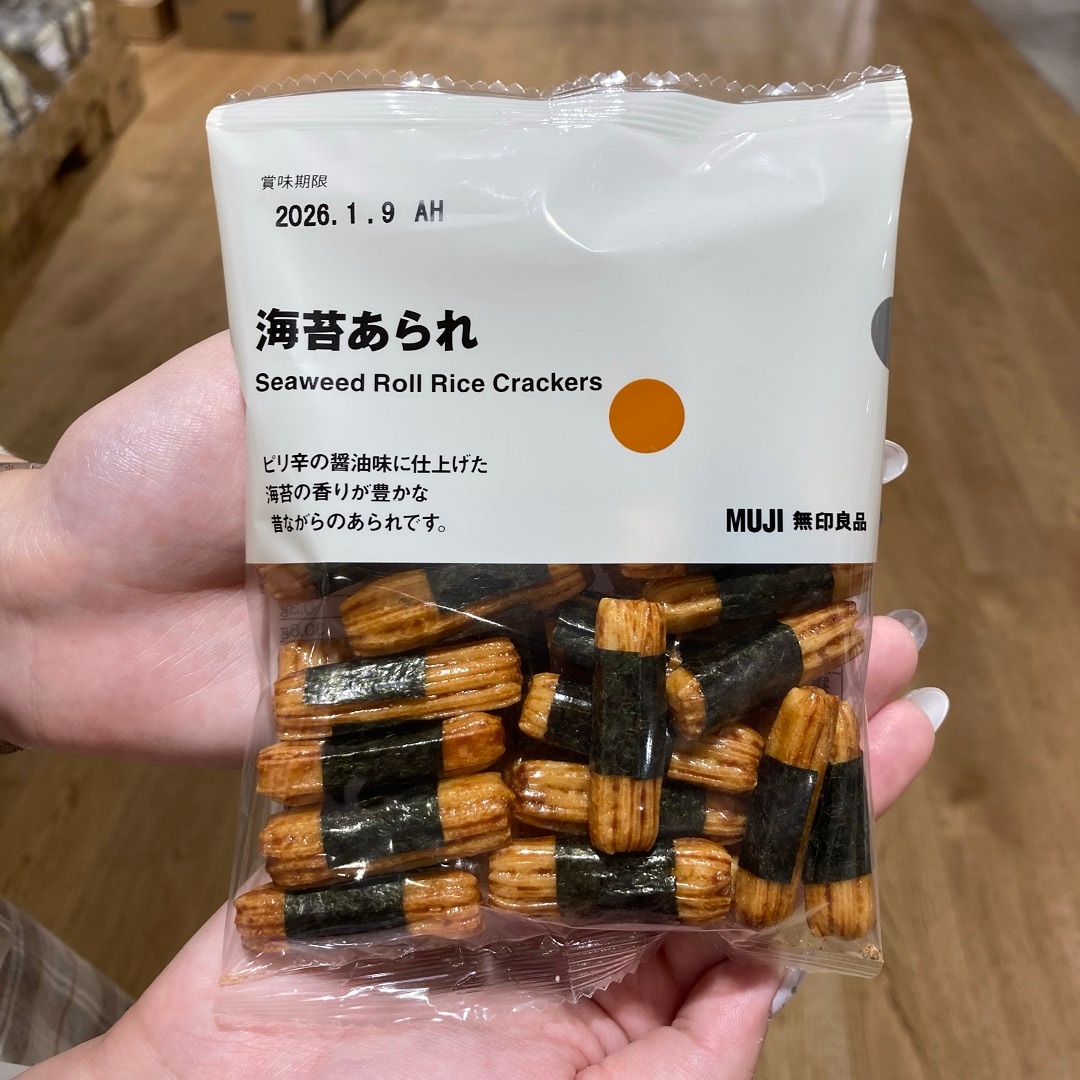 賞味期限
2026.1.9 AH
海苔あられ
Seaweed Roll Rice Crackers
ピリ辛の醤油味に仕上げた
海苔の香りが豊かな
昔ながらのあられです。
MUJI 無印良品